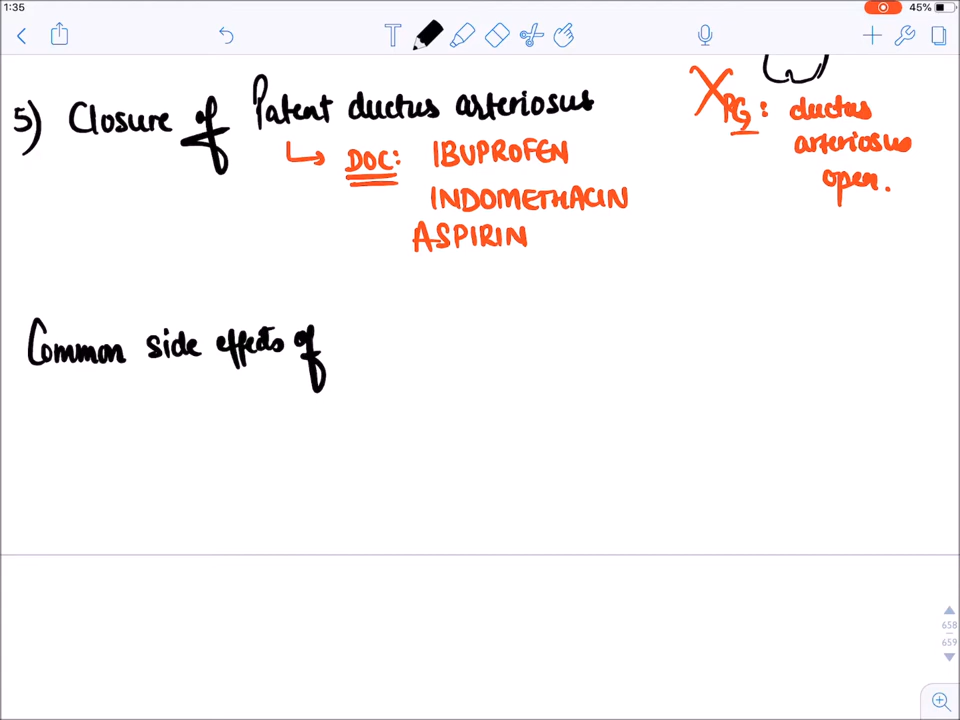 1:35
45%
T
5) Closure of Patent ductus arteriosus
DOC: IBUPROFEN
INDOMETHACIN
ASPIRIN
PG: ductus
arteriosus
open.
Common side effects of
658
659